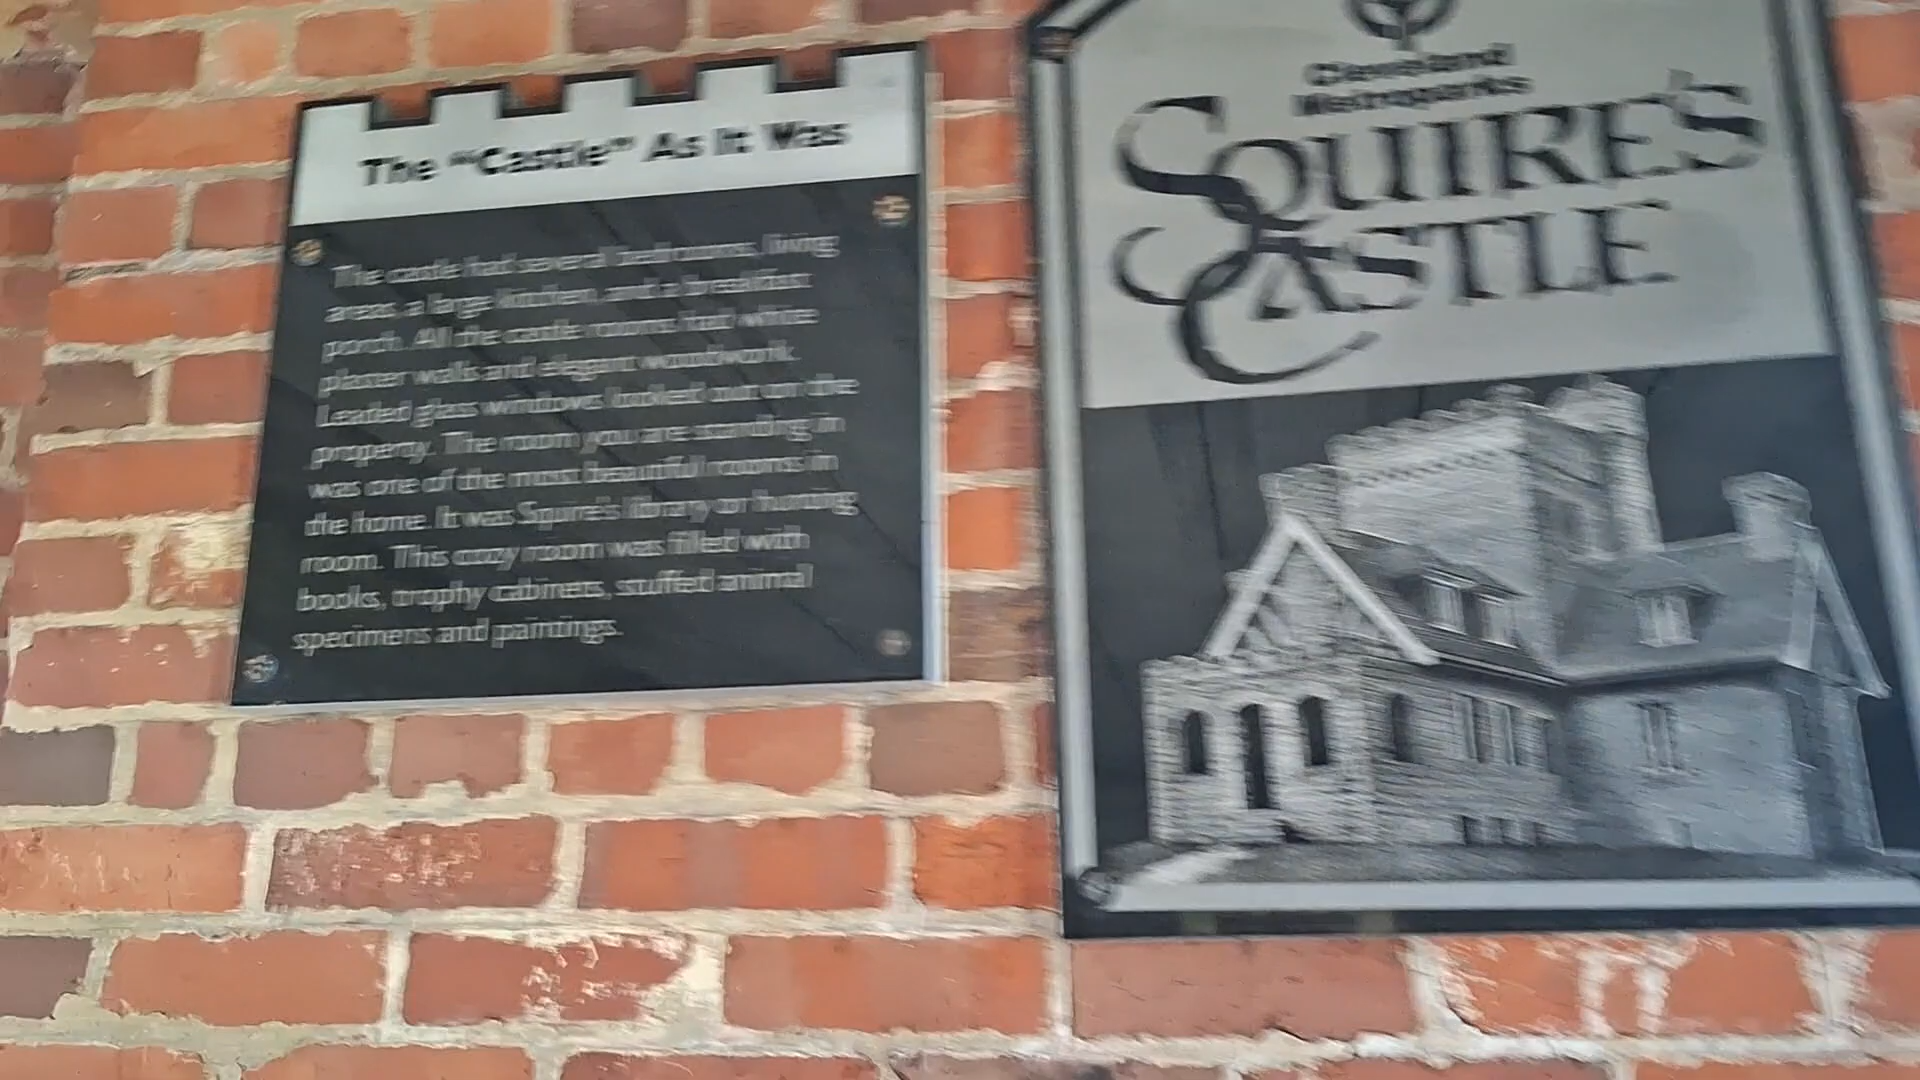 The "Castle" As It Was
The castle had several bedrooms, living
areas, a large kitchen, and a breakfast
porch. All the castle rooms had white
plaster walls and elegant woodwork.
Leaded glass windows looked out on the
property. The room you are standing in
was one of the most beautiful rooms in
the home. It was Squire's library or hunting
room. This cozy room was filled with
books, trophy cabinets, stuffed animal
specimens and paintings.
Cleveland
Metroparks
SQUIRE'S
CASTLE